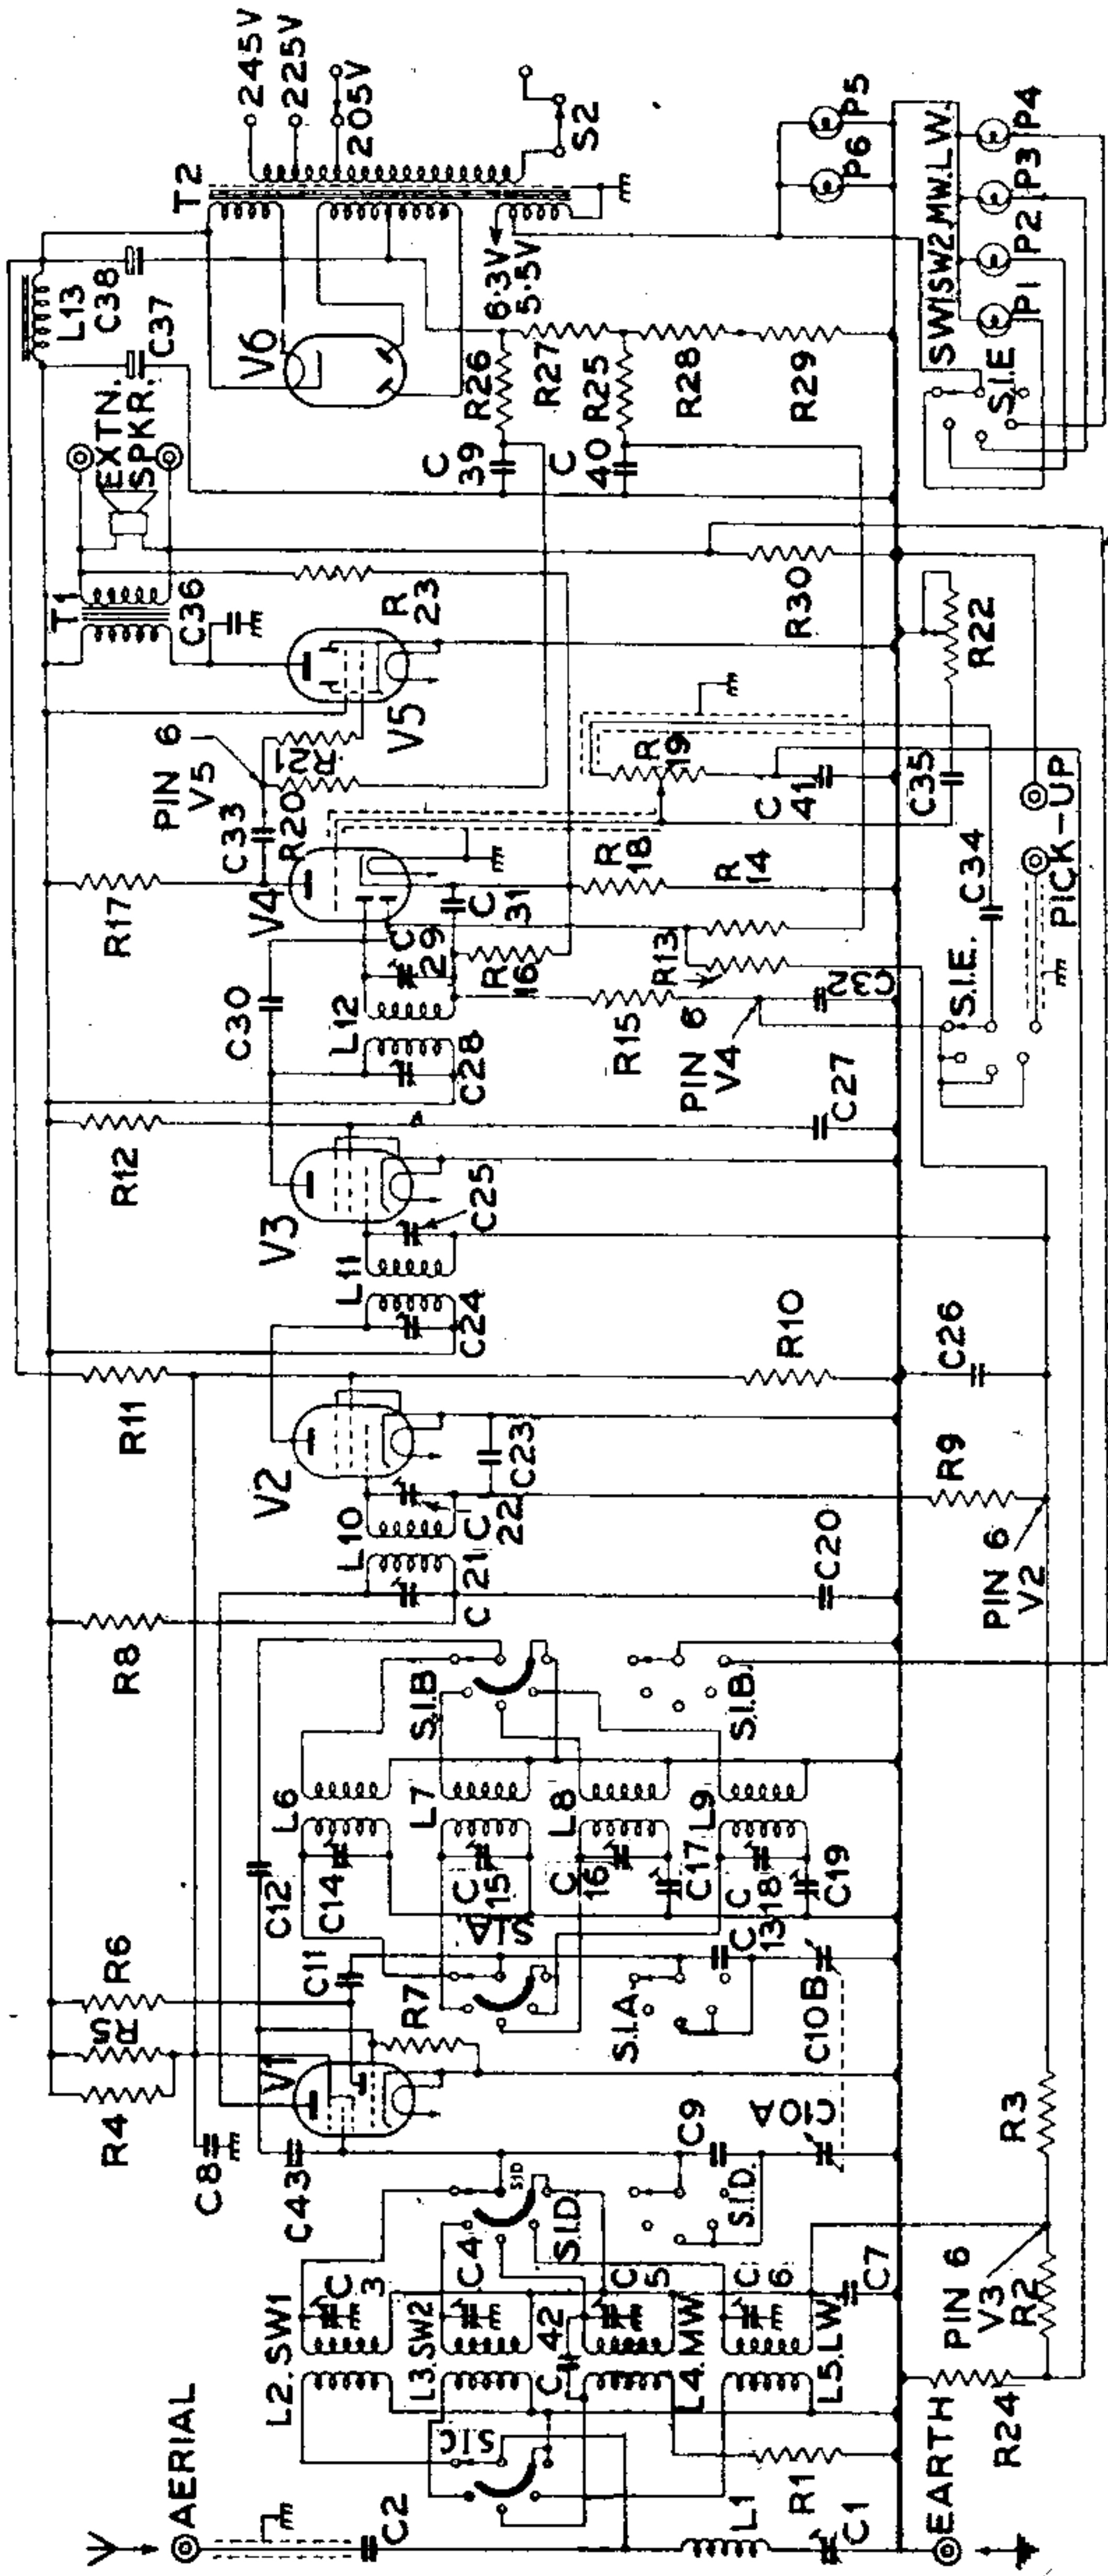 AERIAL
C2
L1
C1
EARTH
R24
R1
L2.SW1
L3.SW2
L4.MW.
L5.LW.
S.I.C
C 42
C 3
C4
C 5
C 6
C7
S.I.D
S.I.D.
S.I.D.
PIN 6
V3
R2
R3
C43
C8
C9
C10A
C10B
R4
R5
R6
V1
R7
C11
C12
S.I.A
S.I.A.
C 13
C14
C 15
C 16
C17
C 18
C19
L6
L7
L8
L9
S.I.B.
S.I.B.
R8
L10
C 21
C 22
C20
V2
C23
R9
PIN 6
V2
R11
R10
C26
L11
C24
C25
V3
R12
C27
C30
L12
C28
C 29
R 16
R15
PIN 6
V4
C32
R13
R 14
C 31
R 18
V4
R17
C33
R20
R21
PIN 6
V5
V5
R 19
C 41
C35
R22
C34
S.I.E.
PICK-UP
T1
C36
R 23
R30
EXTN.
SPKR.
L13
C38
C37
V6
C 39
C 40
R26
R27
R25
R28
R29
T2
245V
225V
205V
S2
6·3V
5·5V
P6
P5
SW1
SW2
MW.
LW.
S.I.E
P1
P2
P3
P4